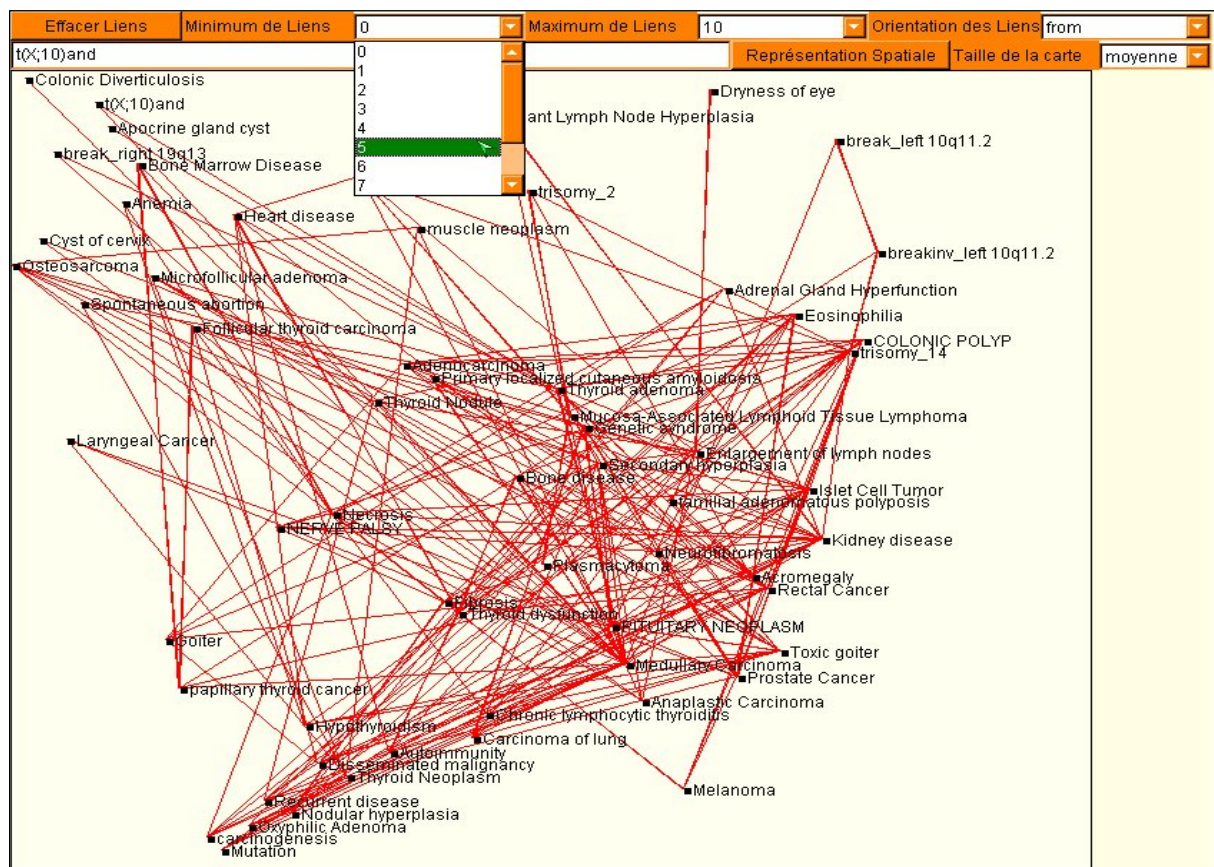 Effacer Liens Minimum de Liens 0 Maximum de Liens 10 Orientation des Liens from
t(X;10)and Représentation Spatiale Taille de la carte moyenne
0
1
2
3
4
5
6
7
Colonic Diverticulosis
Dryness of eye
t(X;10)and
ant Lymph Node Hyperplasia
Apocrine gland cyst
break_left 10q11.2
break_right 19q13
Bone Marrow Disease
trisomy_2
Anemia
Heart disease
muscle neoplasm
Cyst of cervix
breakinv_left 10q11.2
Osteosarcoma
Microfollicular adenoma
Adrenal Gland Hyperfunction
Spontaneous abortion
Eosinophilia
Follicular thyroid carcinoma
COLONIC POLYP
trisomy_14
Adenocarcinoma
Primary localized cutaneous amyloidosis
Thyroid adenoma
Thyroid Nodule
Mucosa-Associated Lymphoid Tissue Lymphoma
Genetic syndrome
Laryngeal Cancer
Enlargement of lymph nodes
Secondary hyperplasia
Bone disease
Islet Cell Tumor
familial adenomatous polyposis
Necrosis
NERVE PALSY
Kidney disease
Neurofibromatosis
Plasmacytoma
Acromegaly
Rectal Cancer
Fibrosis
Thyroid dysfunction
PITUITARY NEOPLASM
Goiter
Toxic goiter
Medullary Carcinoma
Prostate Cancer
papillary thyroid cancer
Anaplastic Carcinoma
Chronic lymphocytic thyroiditis
Hypothyroidism
Carcinoma of lung
Autoimmunity
Disseminated malignancy
Thyroid Neoplasm
Melanoma
Recurrent disease
Nodular hyperplasia
Oxyphilic Adenoma
carcinogenesis
Mutation